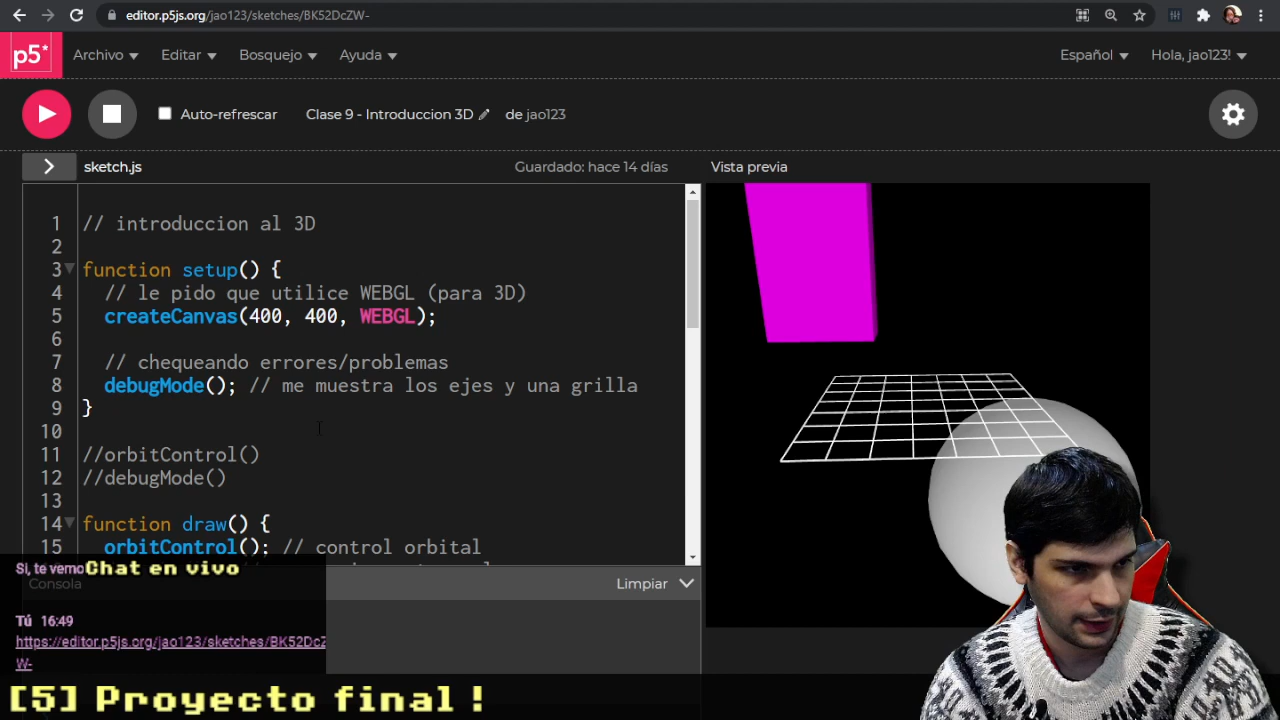 editor.p5js.org/jao123/sketches/BK52DcZW-
p5*
Archivo
Editar
Bosquejo
Ayuda
Español
Hola, jao123!
Auto-refrescar
Clase 9 - Introduccion 3D
de jao123
sketch.js
Guardado: hace 14 días
Vista previa
1 // introduccion al 3D
2
3 function setup() {
4 // le pido que utilice WEBGL (para 3D)
5 createCanvas(400, 400, WEBGL);
6
7 // chequeando errores/problemas
8 debugMode(); // me muestra los ejes y una grilla
9 }
10
11 //orbitControl()
12 //debugMode()
13
14 function draw() {
15 orbitControl(); // control orbital
Si, te vemo
Chat en vivo
Consola
Limpiar
Tú 16:49
https://editor.p5js.org/jao123/sketches/BK52DcZ
W-
[5] Proyecto final !